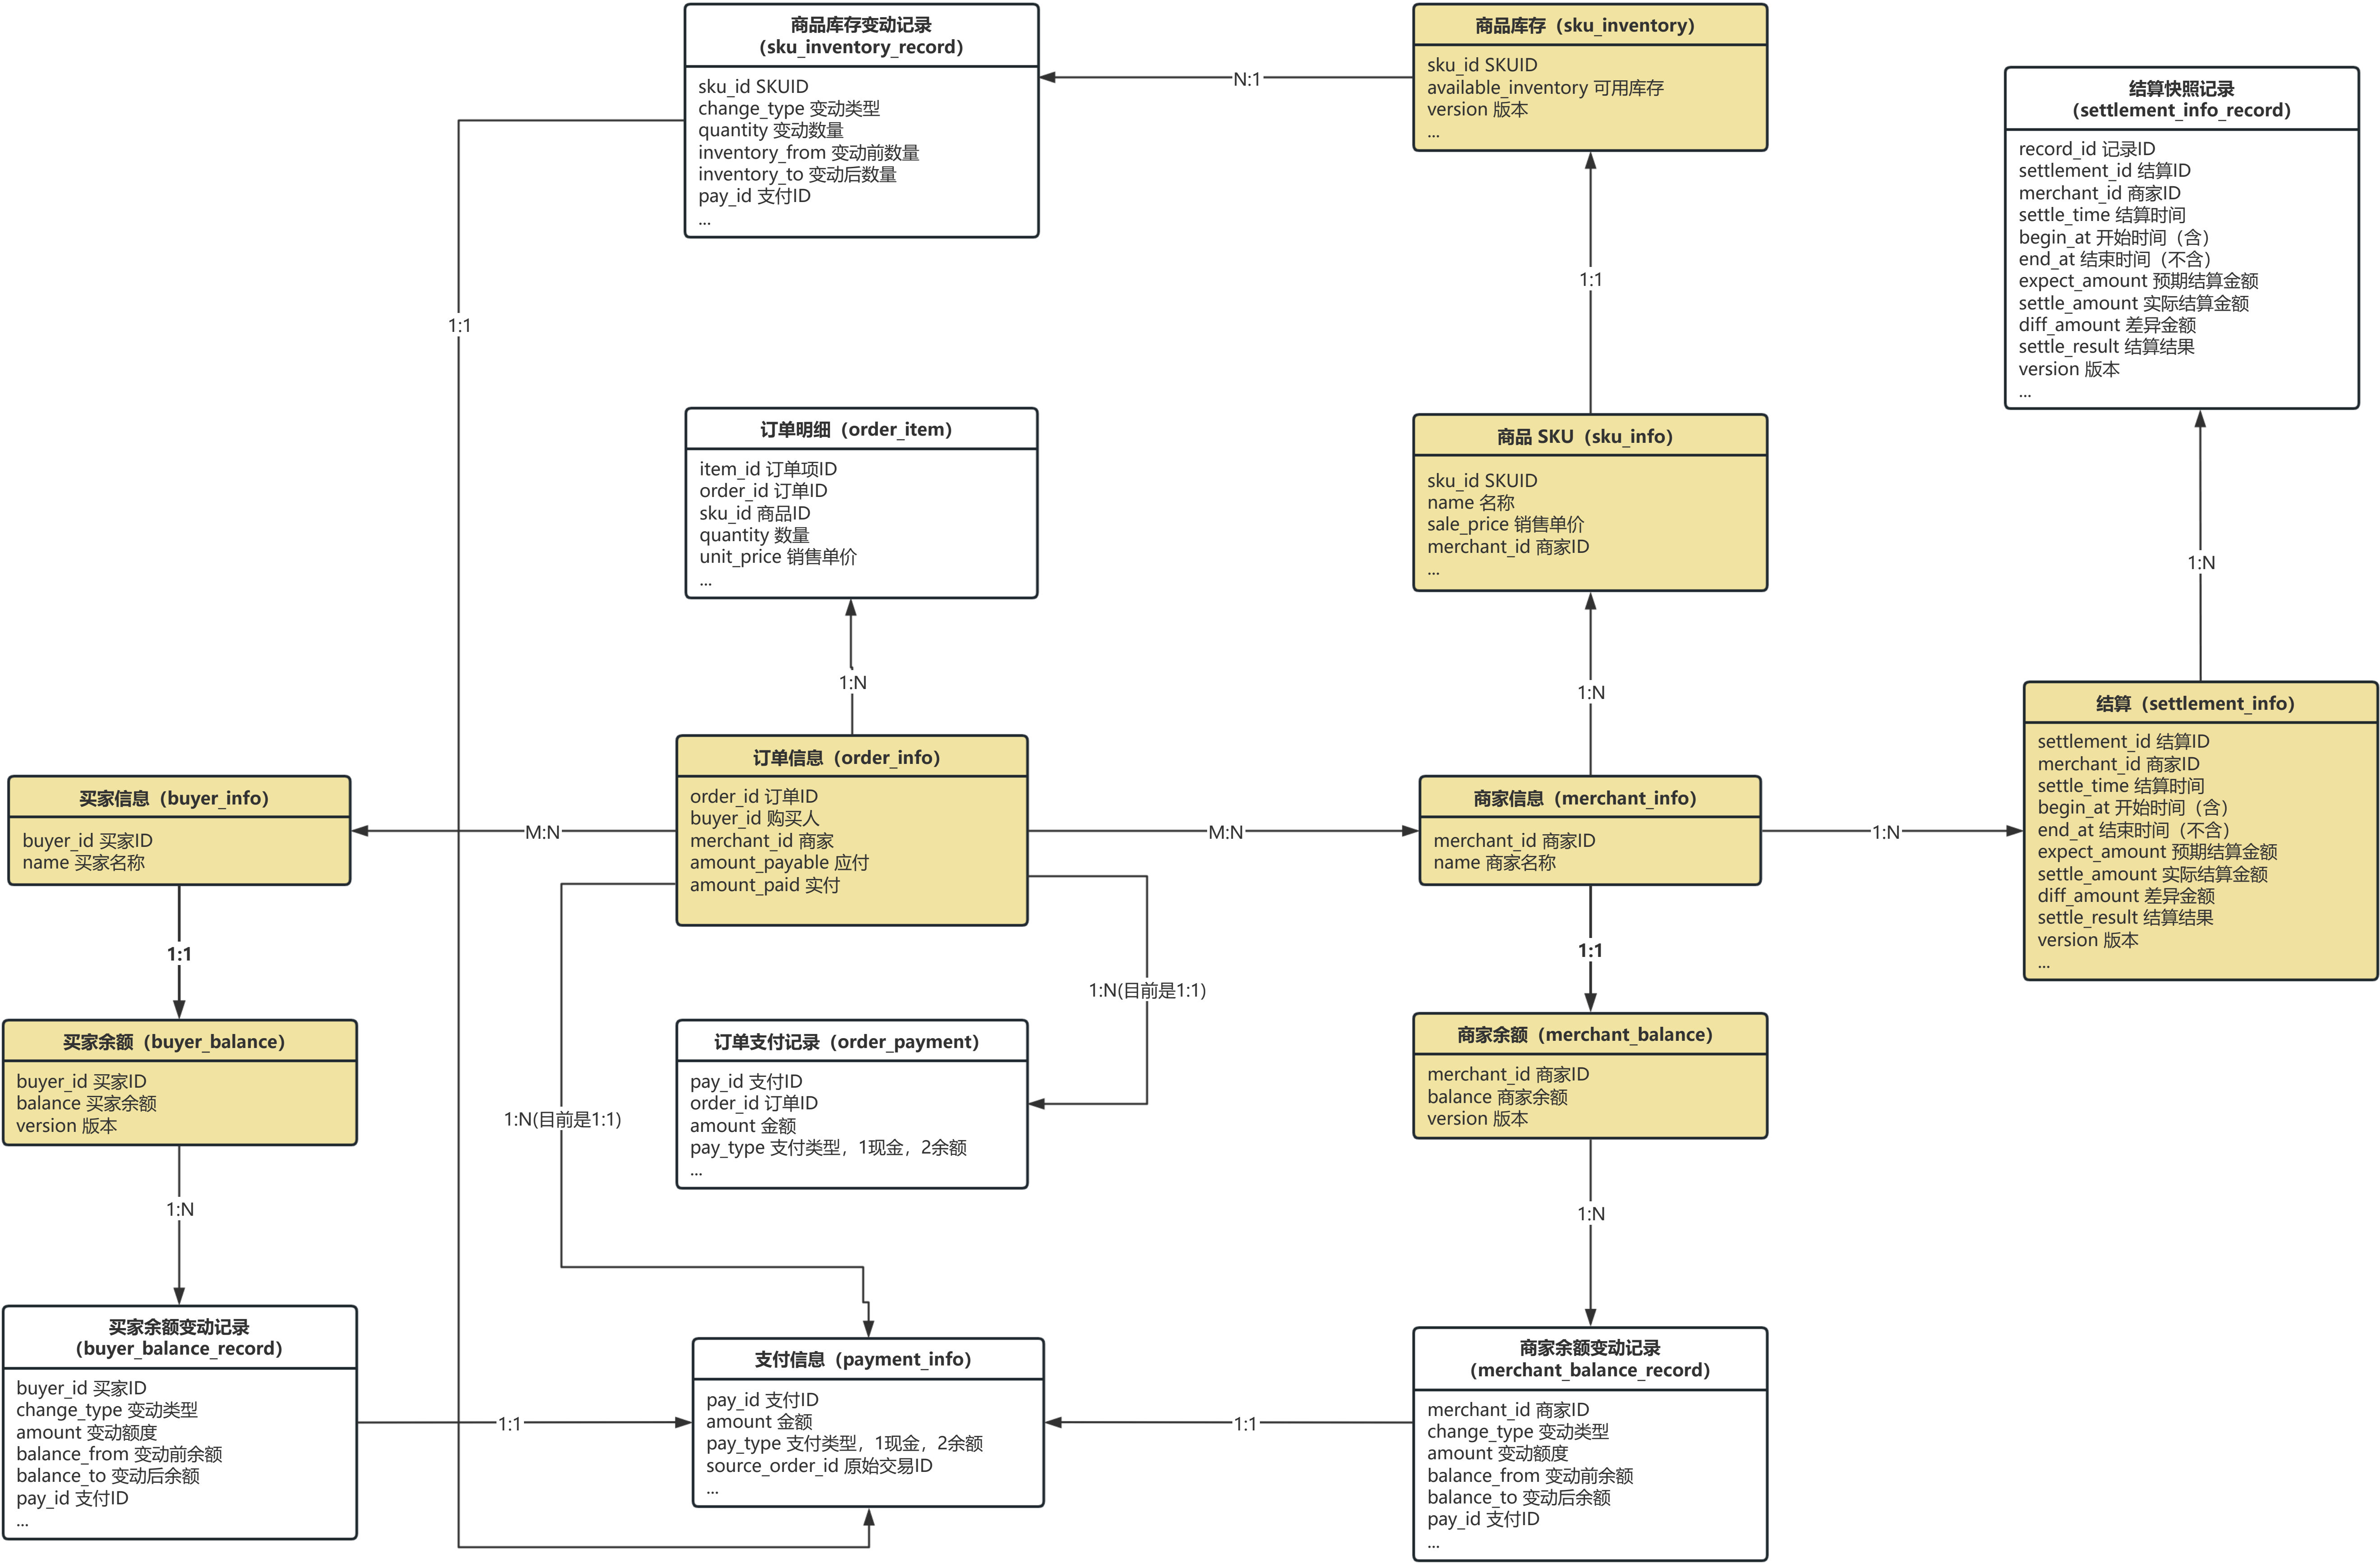 商品库存变动记录
（sku_inventory_record）
sku_id SKUID
change_type 变动类型
quantity 变动数量
inventory_from 变动前数量
inventory_to 变动后数量
pay_id 支付ID
...
N:1
商品库存（sku_inventory）
sku_id SKUID
available_inventory 可用库存
version 版本
...
结算快照记录
（settlement_info_record）
record_id 记录ID
settlement_id 结算ID
merchant_id 商家ID
settle_time 结算时间
begin_at 开始时间（含）
end_at 结束时间（不含）
expect_amount 预期结算金额
settle_amount 实际结算金额
diff_amount 差异金额
settle_result 结算结果
version 版本
...
1:1
1:1
订单明细（order_item）
item_id 订单项ID
order_id 订单ID
sku_id 商品ID
quantity 数量
unit_price 销售单价
...
商品 SKU（sku_info）
sku_id SKUID
name 名称
sale_price 销售单价
merchant_id 商家ID
...
1:N
1:N
1:N
买家信息（buyer_info）
buyer_id 买家ID
name 买家名称
M:N
订单信息（order_info）
order_id 订单ID
buyer_id 购买人
merchant_id 商家
amount_payable 应付
amount_paid 实付
M:N
商家信息（merchant_info）
merchant_id 商家ID
name 商家名称
1:N
结算（settlement_info）
settlement_id 结算ID
merchant_id 商家ID
settle_time 结算时间
begin_at 开始时间（含）
end_at 结束时间（不含）
expect_amount 预期结算金额
settle_amount 实际结算金额
diff_amount 差异金额
settle_result 结算结果
version 版本
...
1:1
1:N(目前是1:1)
1:1
买家余额（buyer_balance）
buyer_id 买家ID
balance 买家余额
version 版本
1:N(目前是1:1)
订单支付记录（order_payment）
pay_id 支付ID
order_id 订单ID
amount 金额
pay_type 支付类型，1现金，2余额
...
商家余额（merchant_balance）
merchant_id 商家ID
balance 商家余额
version 版本
1:N
1:N
买家余额变动记录
（buyer_balance_record）
buyer_id 买家ID
change_type 变动类型
amount 变动额度
balance_from 变动前余额
balance_to 变动后余额
pay_id 支付ID
...
1:1
支付信息（payment_info）
pay_id 支付ID
amount 金额
pay_type 支付类型，1现金，2余额
source_order_id 原始交易ID
...
1:1
商家余额变动记录
（merchant_balance_record）
merchant_id 商家ID
change_type 变动类型
amount 变动额度
balance_from 变动前余额
balance_to 变动后余额
pay_id 支付ID
...